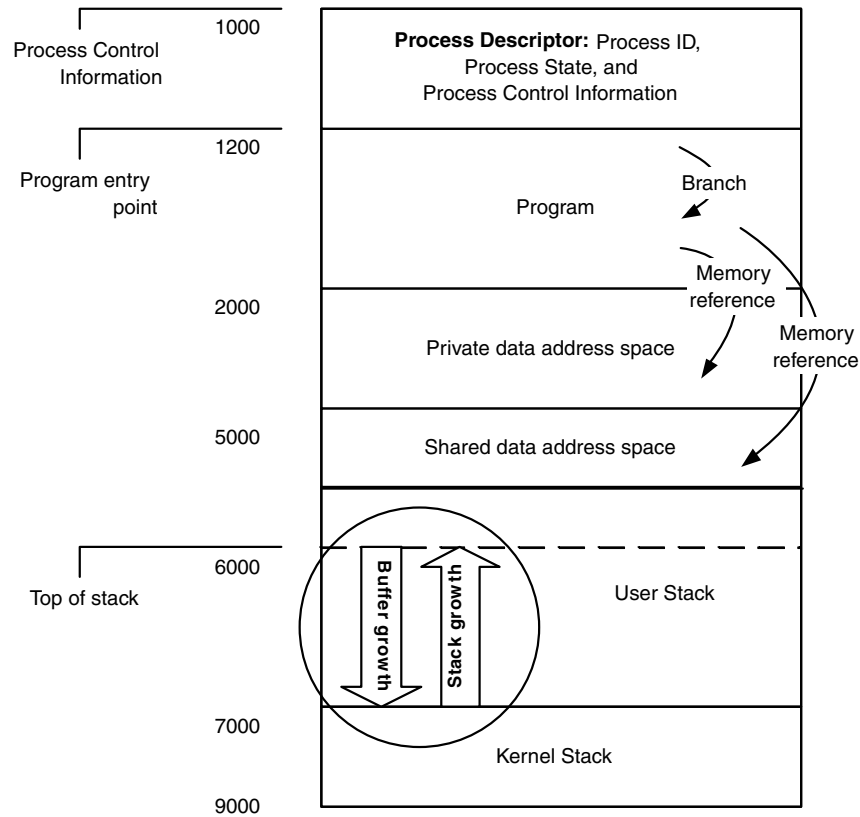 1000
Process Control
Information
Process Descriptor: Process ID,
Process State, and
Process Control Information
1200
Program entry
point
Program
Branch
Memory
reference
2000
Private data address space
Memory
reference
5000
Shared data address space
6000
Top of stack
Buffer growth
Stack growth
User Stack
7000
Kernel Stack
9000